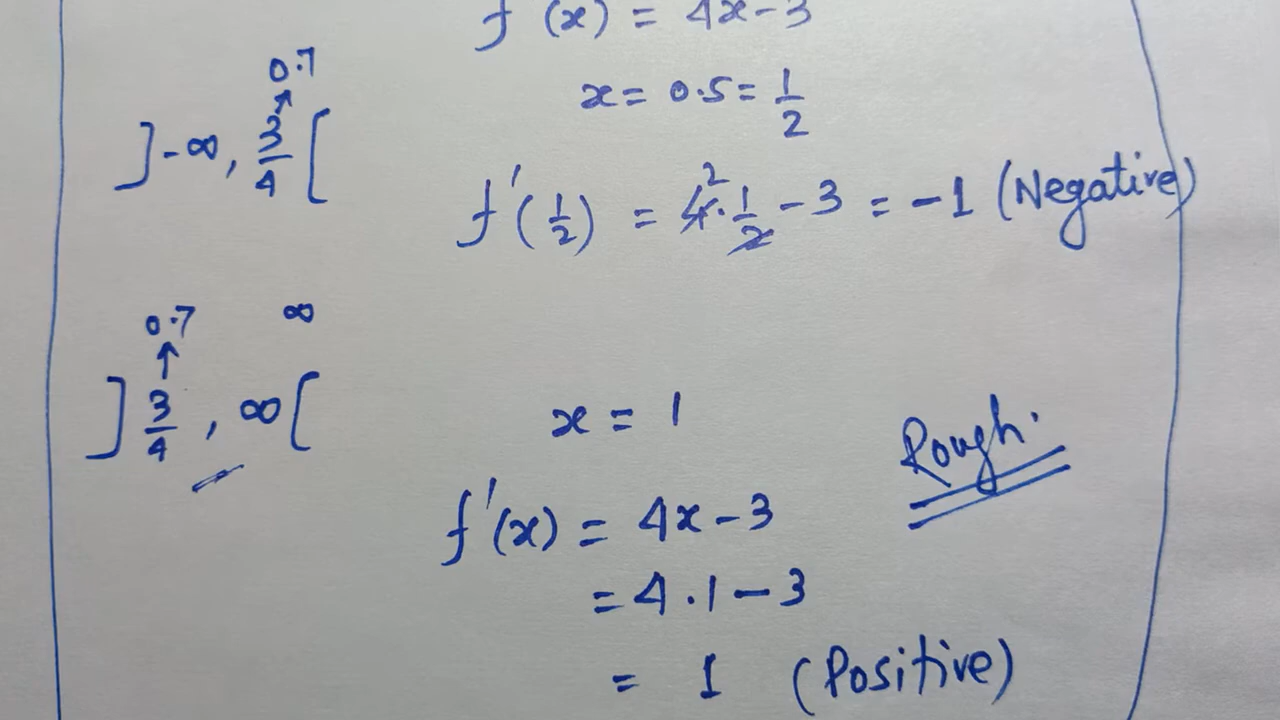 f'(x) = 4x-3
0.7
x = 0.5 = 1/2
]-∞, 3/4 [
f'(1/2) = 4².1/2 - 3 = -1 (Negative)
0.7 ∞
] 3/4 , ∞ [
x = 1
Rough.
f'(x) = 4x-3
= 4.1-3
= 1 (Positive)